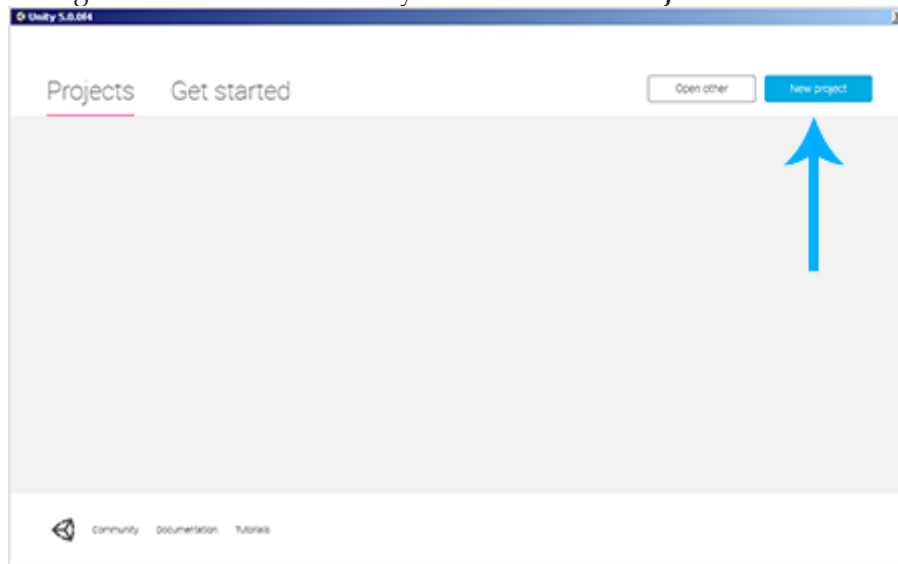 Unity 5.0.0f4
Projects Get started Open other New project
Community Documentation Tutorials